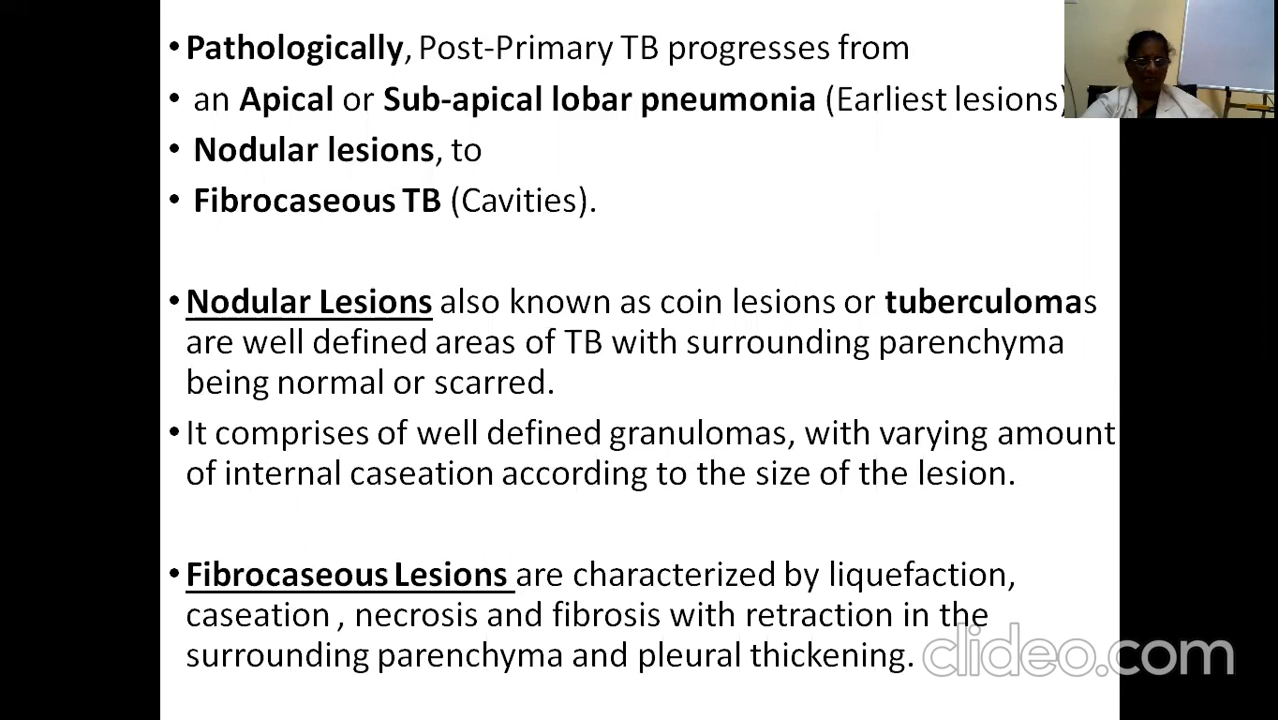 • Pathologically, Post-Primary TB progresses from
• an Apical or Sub-apical lobar pneumonia (Earliest lesions)
• Nodular lesions, to
• Fibrocaseous TB (Cavities).
• Nodular Lesions also known as coin lesions or tuberculomas
are well defined areas of TB with surrounding parenchyma
being normal or scarred.
• It comprises of well defined granulomas, with varying amount
of internal caseation according to the size of the lesion.
• Fibrocaseous Lesions are characterized by liquefaction,
caseation , necrosis and fibrosis with retraction in the
surrounding parenchyma and pleural thickening.
clideo.com